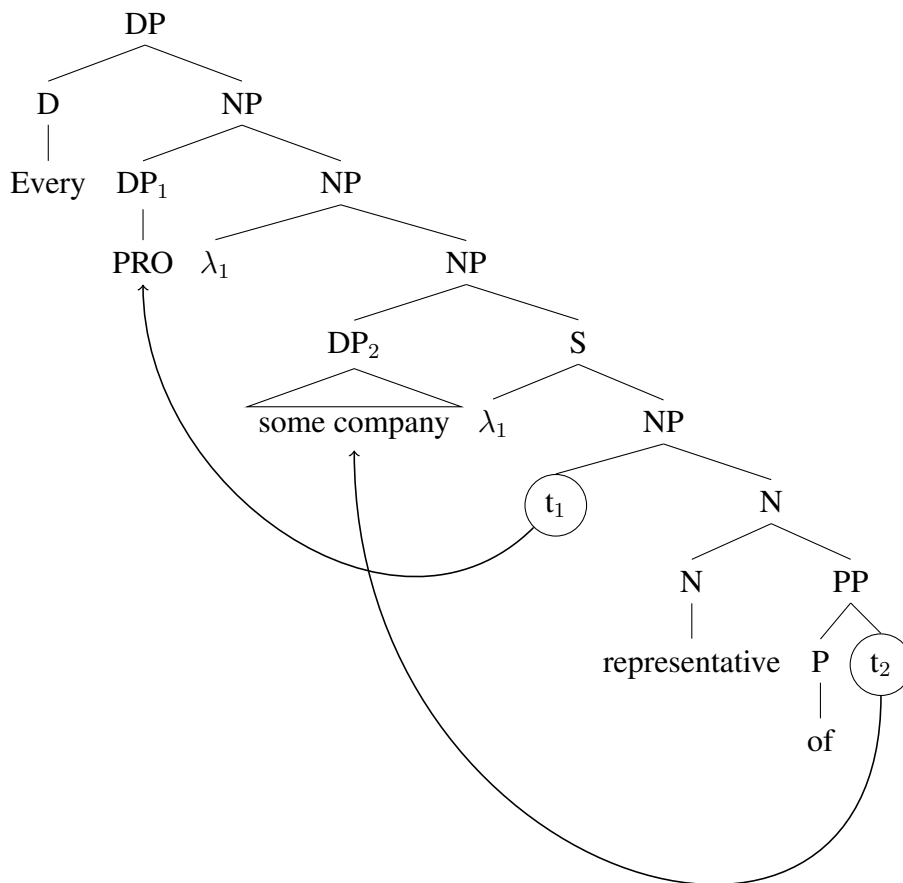 DP
D NP
Every DP₁ NP
PRO λ₁ NP
DP₂ S
some company λ₁ NP
t₁ N
N PP
representative P t₂
of